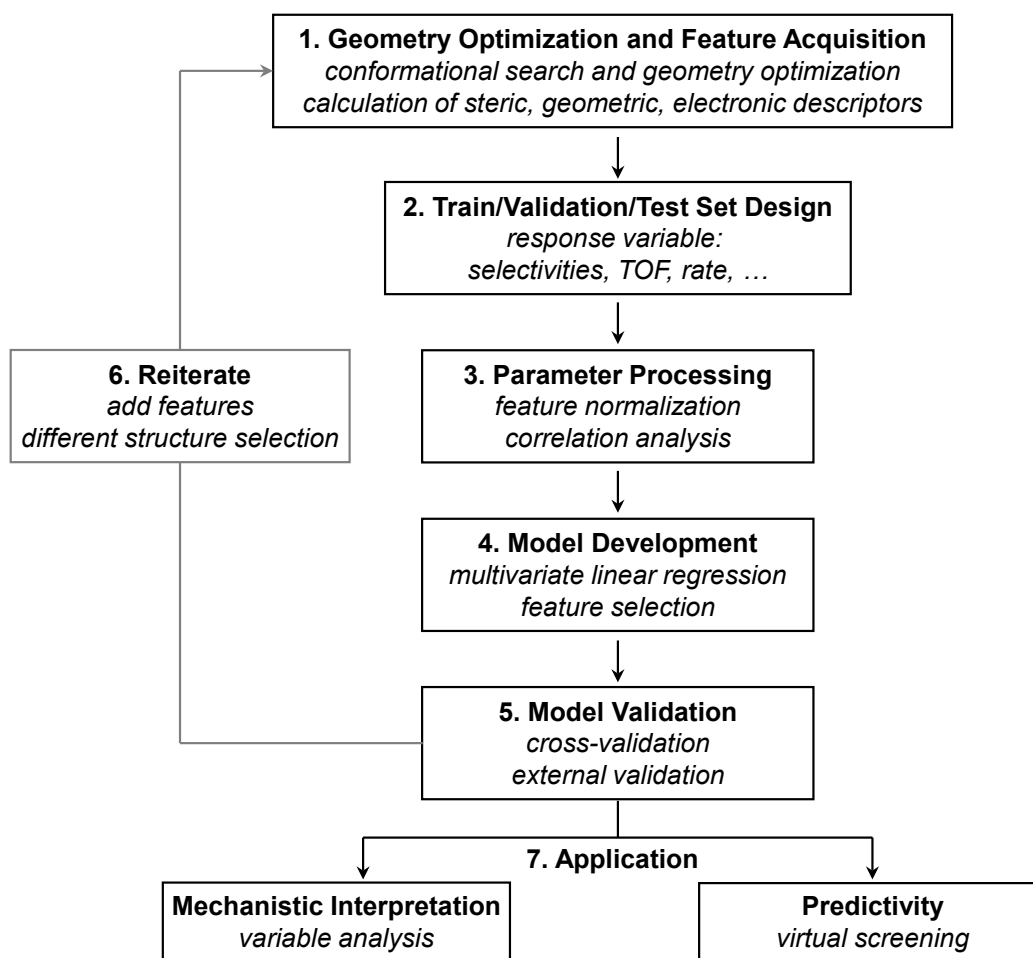 1. Geometry Optimization and Feature Acquisition
conformational search and geometry optimization
calculation of steric, geometric, electronic descriptors
2. Train/Validation/Test Set Design
response variable:
selectivities, TOF, rate, …
3. Parameter Processing
feature normalization
correlation analysis
4. Model Development
multivariate linear regression
feature selection
5. Model Validation
cross-validation
external validation
6. Reiterate
add features
different structure selection
7. Application
Mechanistic Interpretation
variable analysis
Predictivity
virtual screening